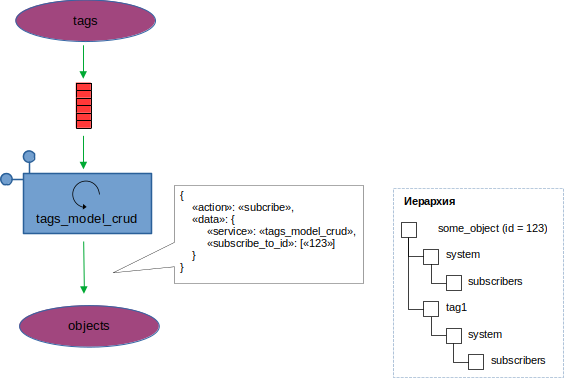 tags
tags_model_crud
objects
{
«action»: «subcribe»,
«data»: {
«service»: «tags_model_crud»,
«subscribe_to_id»: [«123»]
}
}
Иерархия
some_object (id = 123)
system
subscribers
tag1
system
subscribers